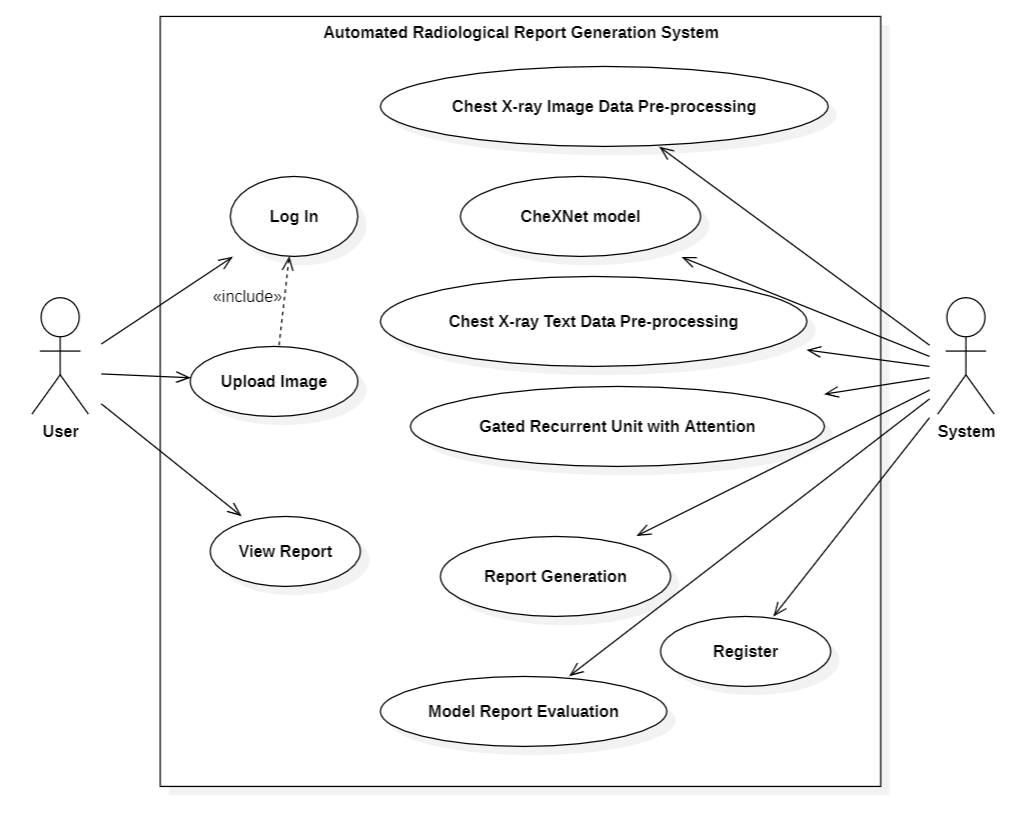 Automated Radiological Report Generation System
Chest X-ray Image Data Pre-processing
Log In
CheXNet model
«include»
Chest X-ray Text Data Pre-processing
Upload Image
Gated Recurrent Unit with Attention
User
System
View Report
Report Generation
Register
Model Report Evaluation